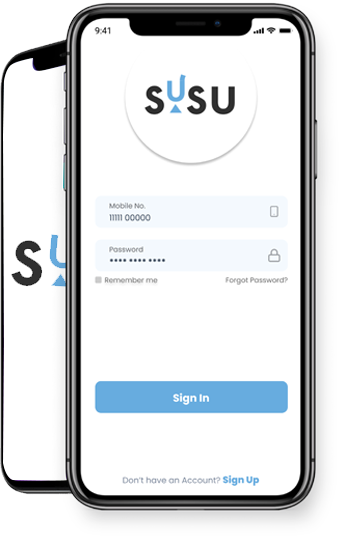 9:41
SUSU
Mobile No.
11111 00000
Password
•••• •••• ••••
Remember me
Forgot Password?
Sign In
Don't have an Account? Sign Up
SU